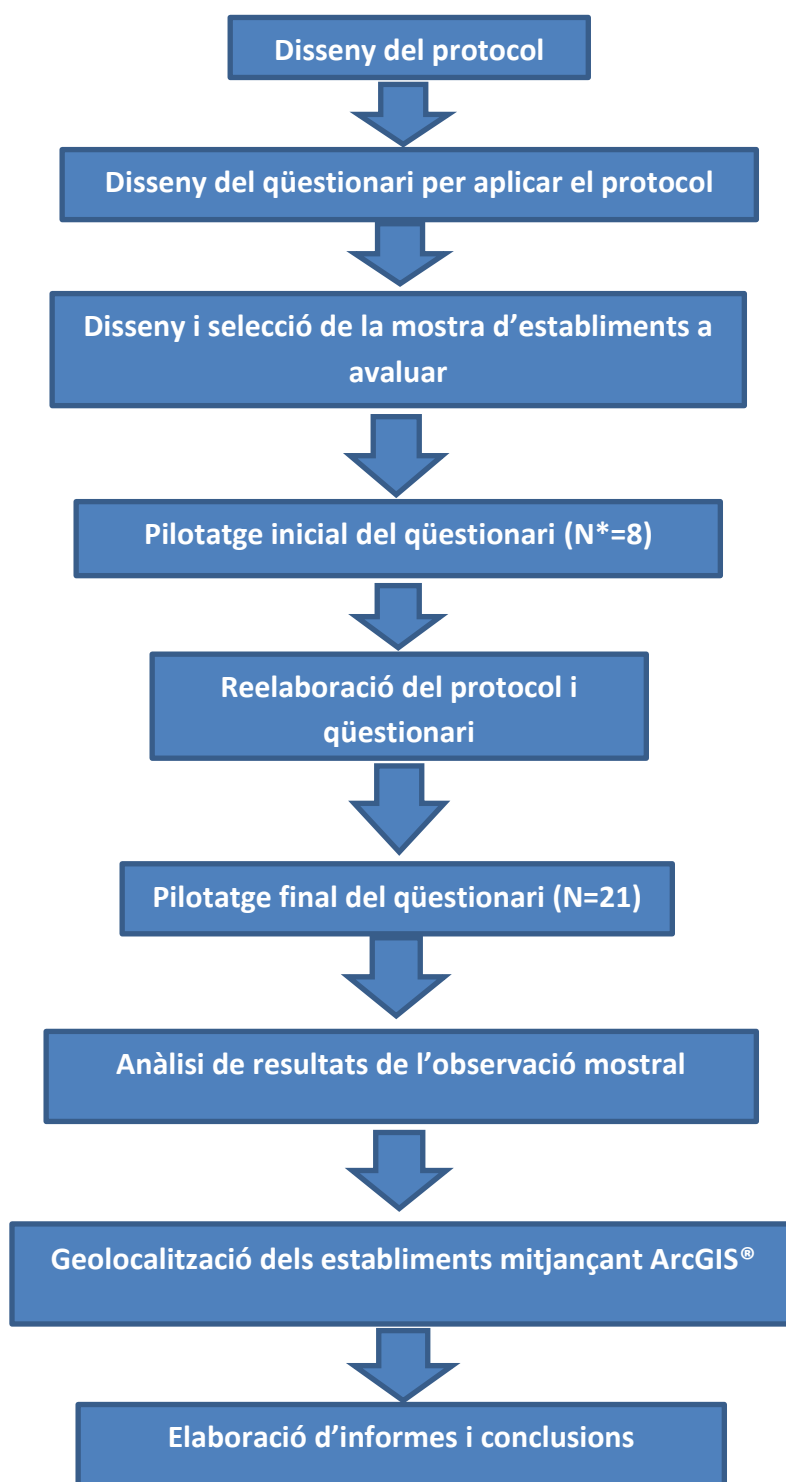 Disseny del protocol
Disseny del qüestionari per aplicar el protocol
Disseny i selecció de la mostra d’establiments a
avaluar
Pilotatge inicial del qüestionari (N*=8)
Reelaboració del protocol i
qüestionari
Pilotatge final del qüestionari (N=21)
Anàlisi de resultats de l’observació mostral
Geolocalització dels establiments mitjançant ArcGIS®
Elaboració d’informes i conclusions